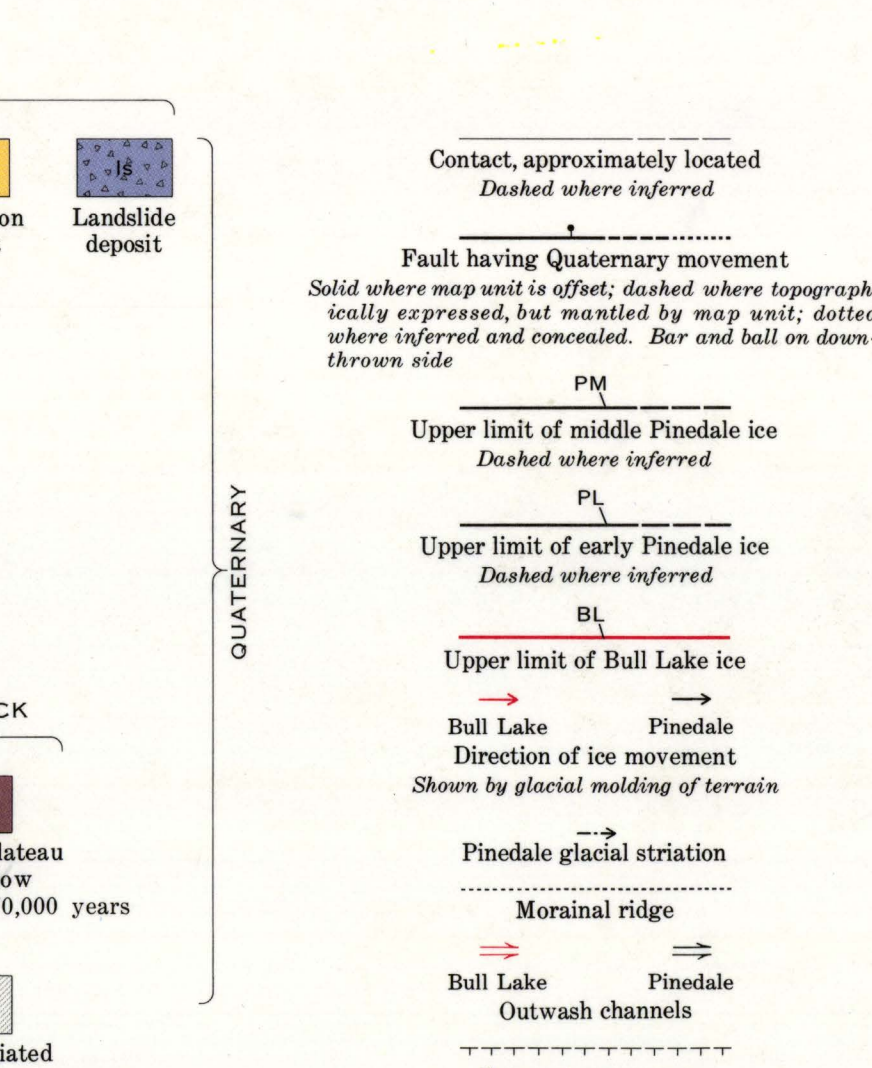 ls
on
Landslide
deposit
QUATERNARY
CK
lateau
ow
0,000 years
iated
Contact, approximately located
Dashed where inferred
Fault having Quaternary movement
Solid where map unit is offset; dashed where topograph-
ically expressed, but mantled by map unit; dotted
where inferred and concealed. Bar and ball on down-
thrown side
PM
Upper limit of middle Pinedale ice
Dashed where inferred
PL
Upper limit of early Pinedale ice
Dashed where inferred
BL
Upper limit of Bull Lake ice
Bull Lake Pinedale
Direction of ice movement
Shown by glacial molding of terrain
Pinedale glacial striation
Morainal ridge
Bull Lake Pinedale
Outwash channels